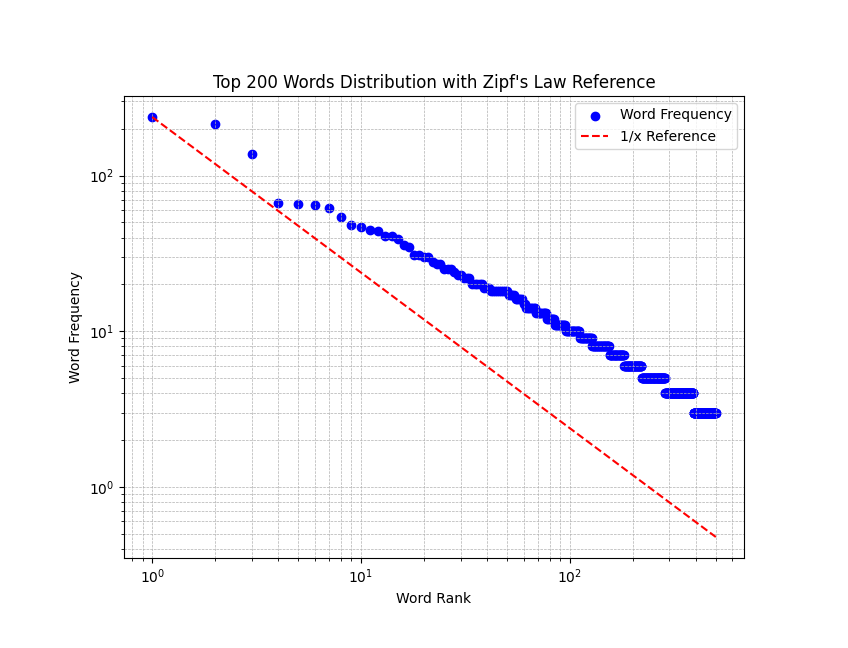 Top 200 Words Distribution with Zipf's Law Reference
Word Frequency
1/x Reference
Word Frequency
10²
10¹
10⁰
10⁰ 10¹ 10²
Word Rank